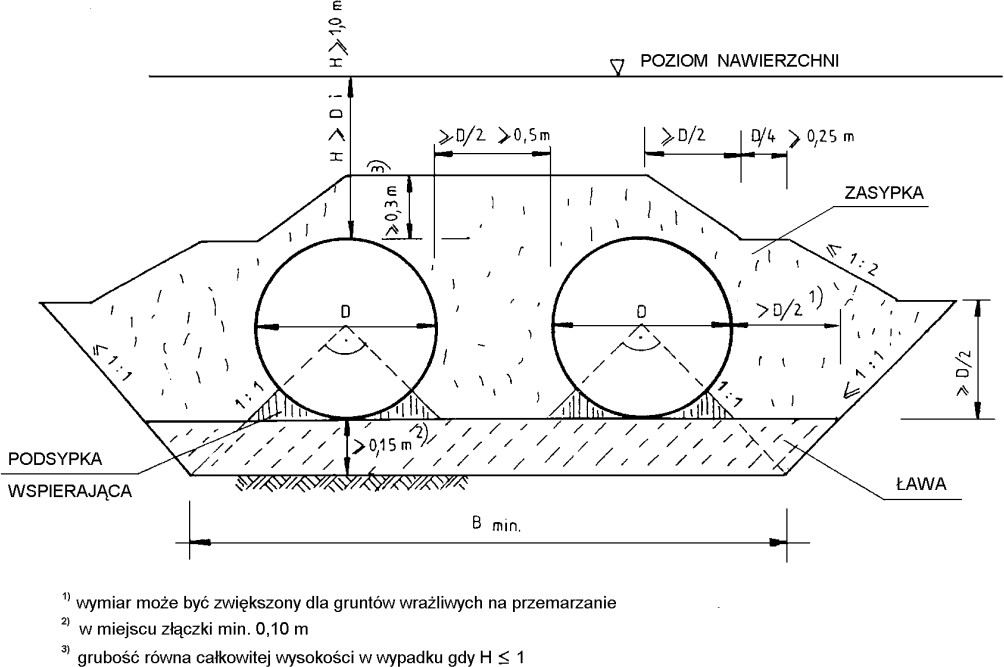 H > D i H ⩾ 1,0 m
POZIOM NAWIERZCHNI
⩾ D/2 > 0,5 m
⩾ D/2
D/4 > 0,25 m
⩾ 0,3 m 3)
ZASYPKA
⩽ 1:2
D
D
> D/2 1)
⩽ 1:1
⩽ 1:1
⩾ D/2
1:1
1:1
> 0,15 m 2)
PODSYPKA
WSPIERAJĄCA
ŁAWA
B min.
1) wymiar może być zwiększony dla gruntów wrażliwych na przemarzanie
2) w miejscu złączki min. 0,10 m
3) grubość równa całkowitej wysokości w wypadku gdy H ≤ 1